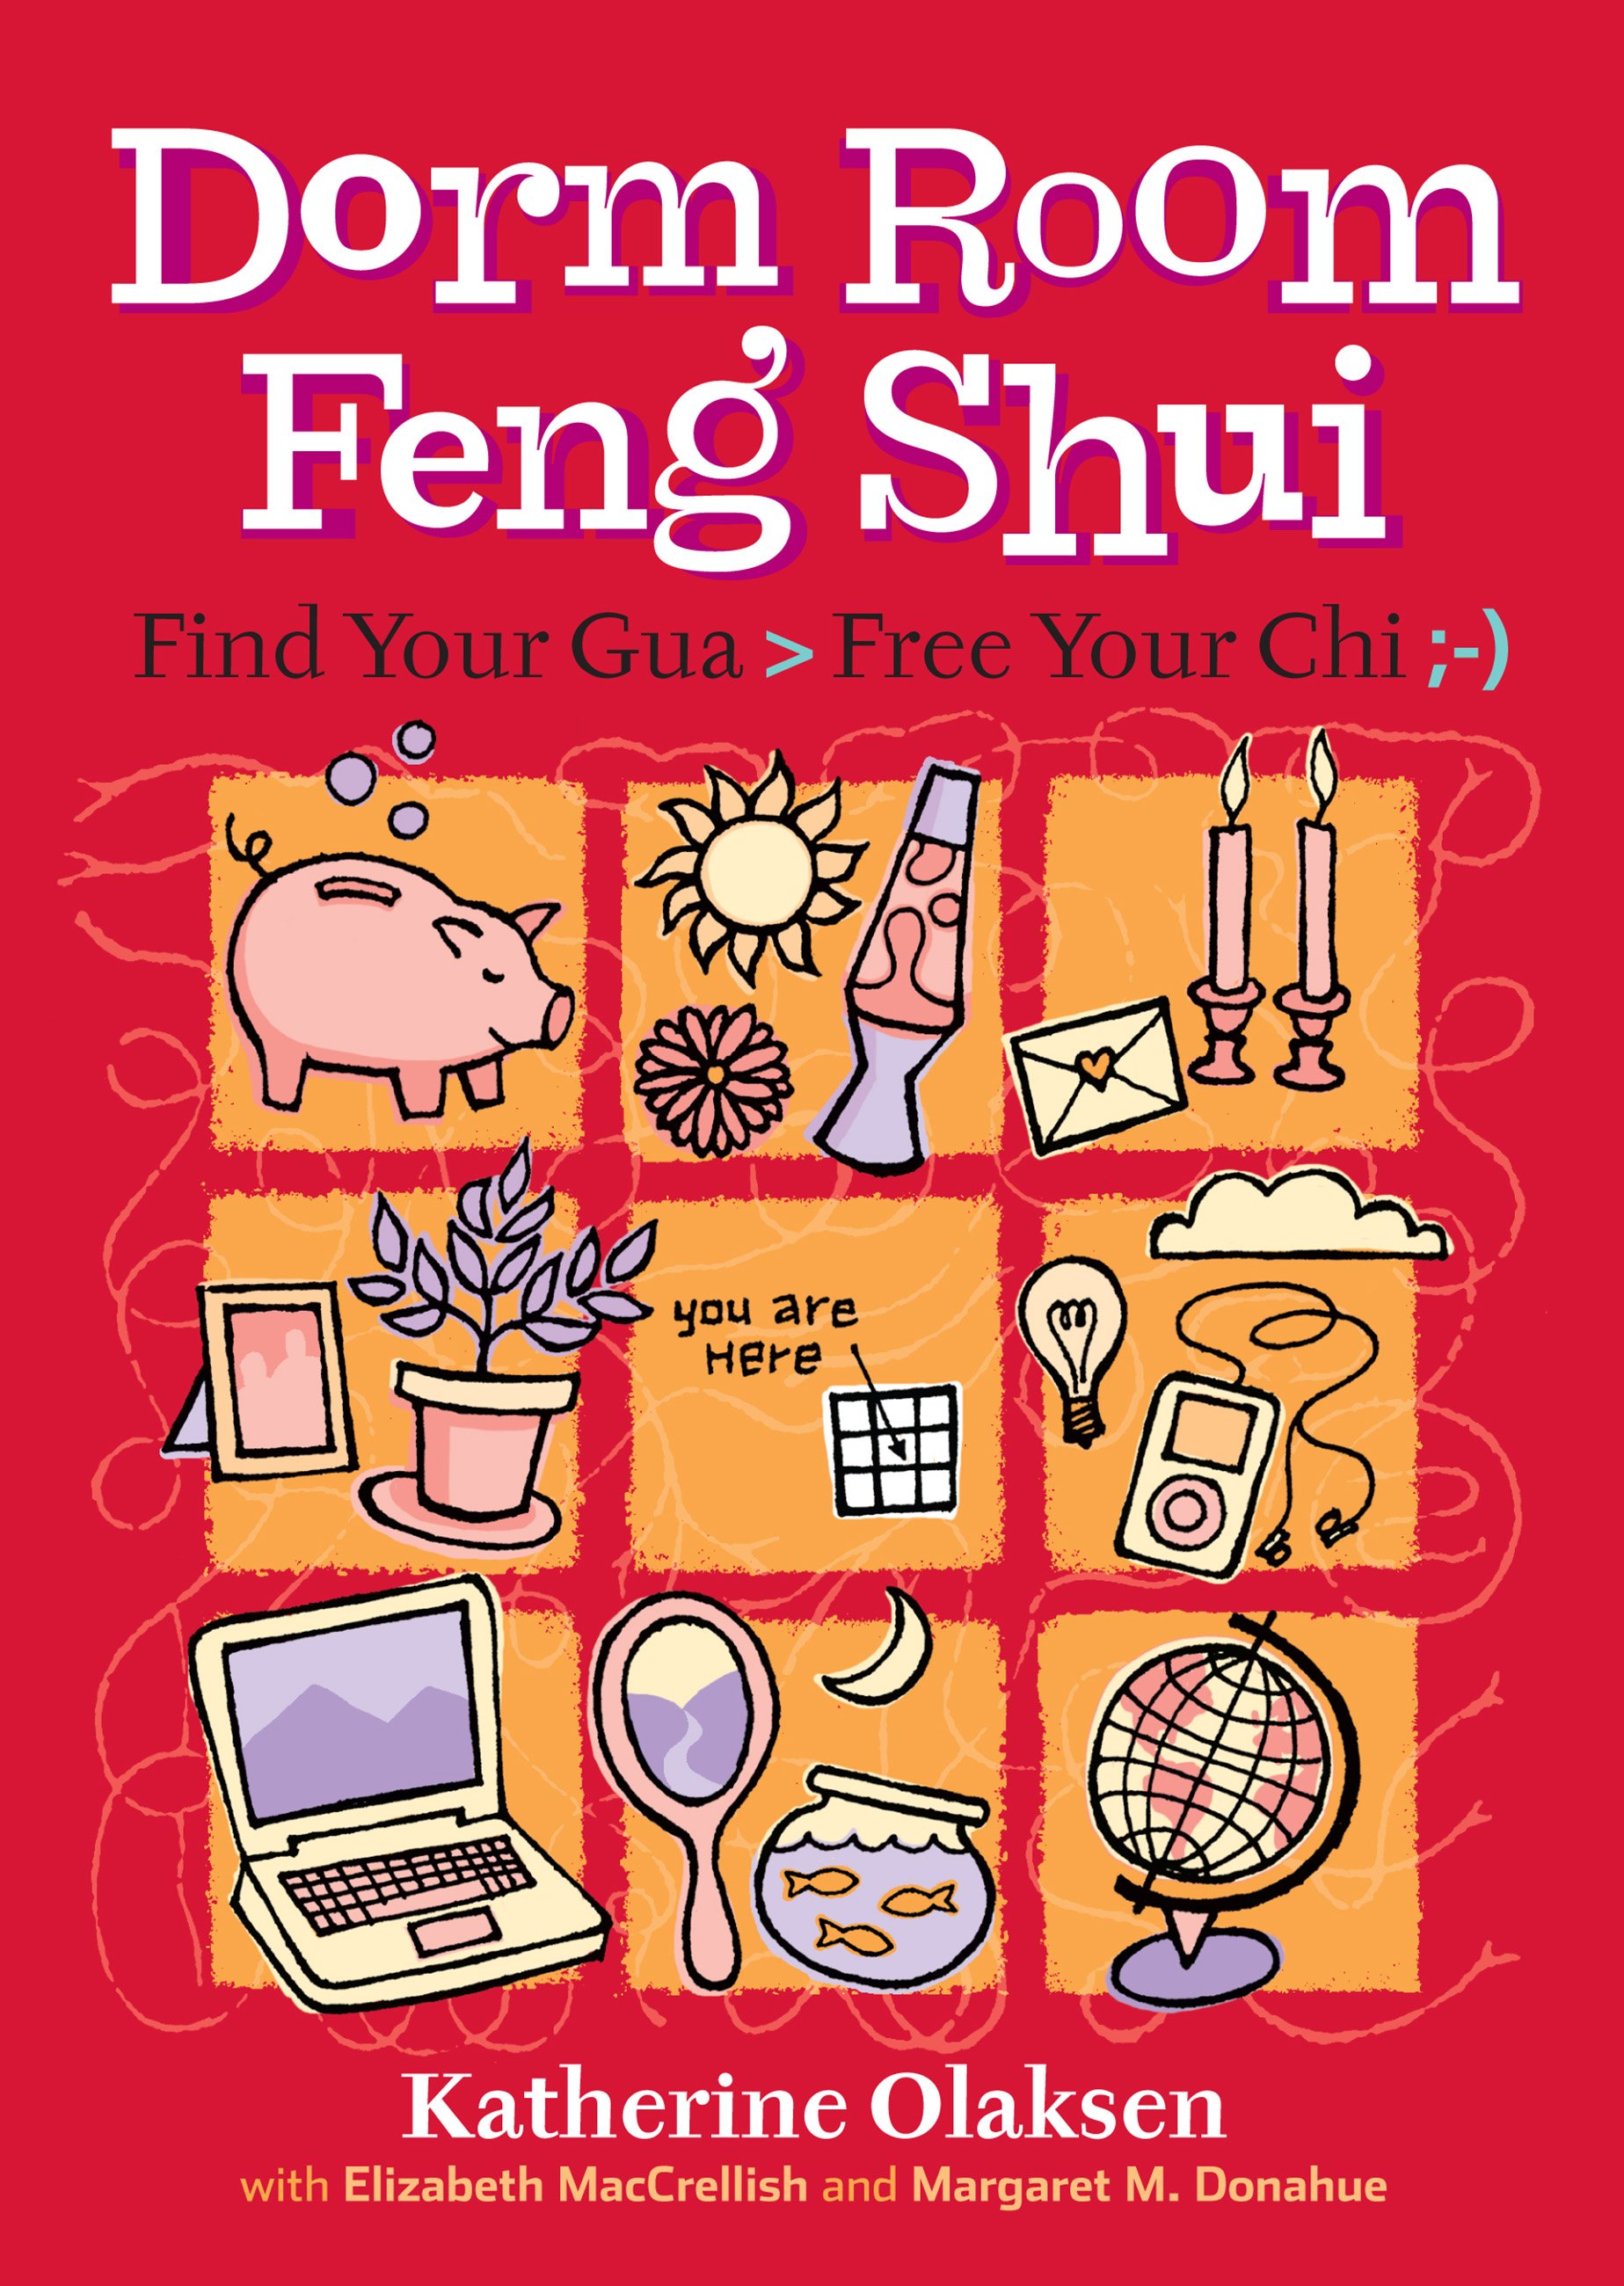 Dorm Room
Feng Shui
Find Your Gua > Free Your Chi ;-)
you are
Here
Katherine Olaksen
with Elizabeth MacCrellish and Margaret M. Donahue